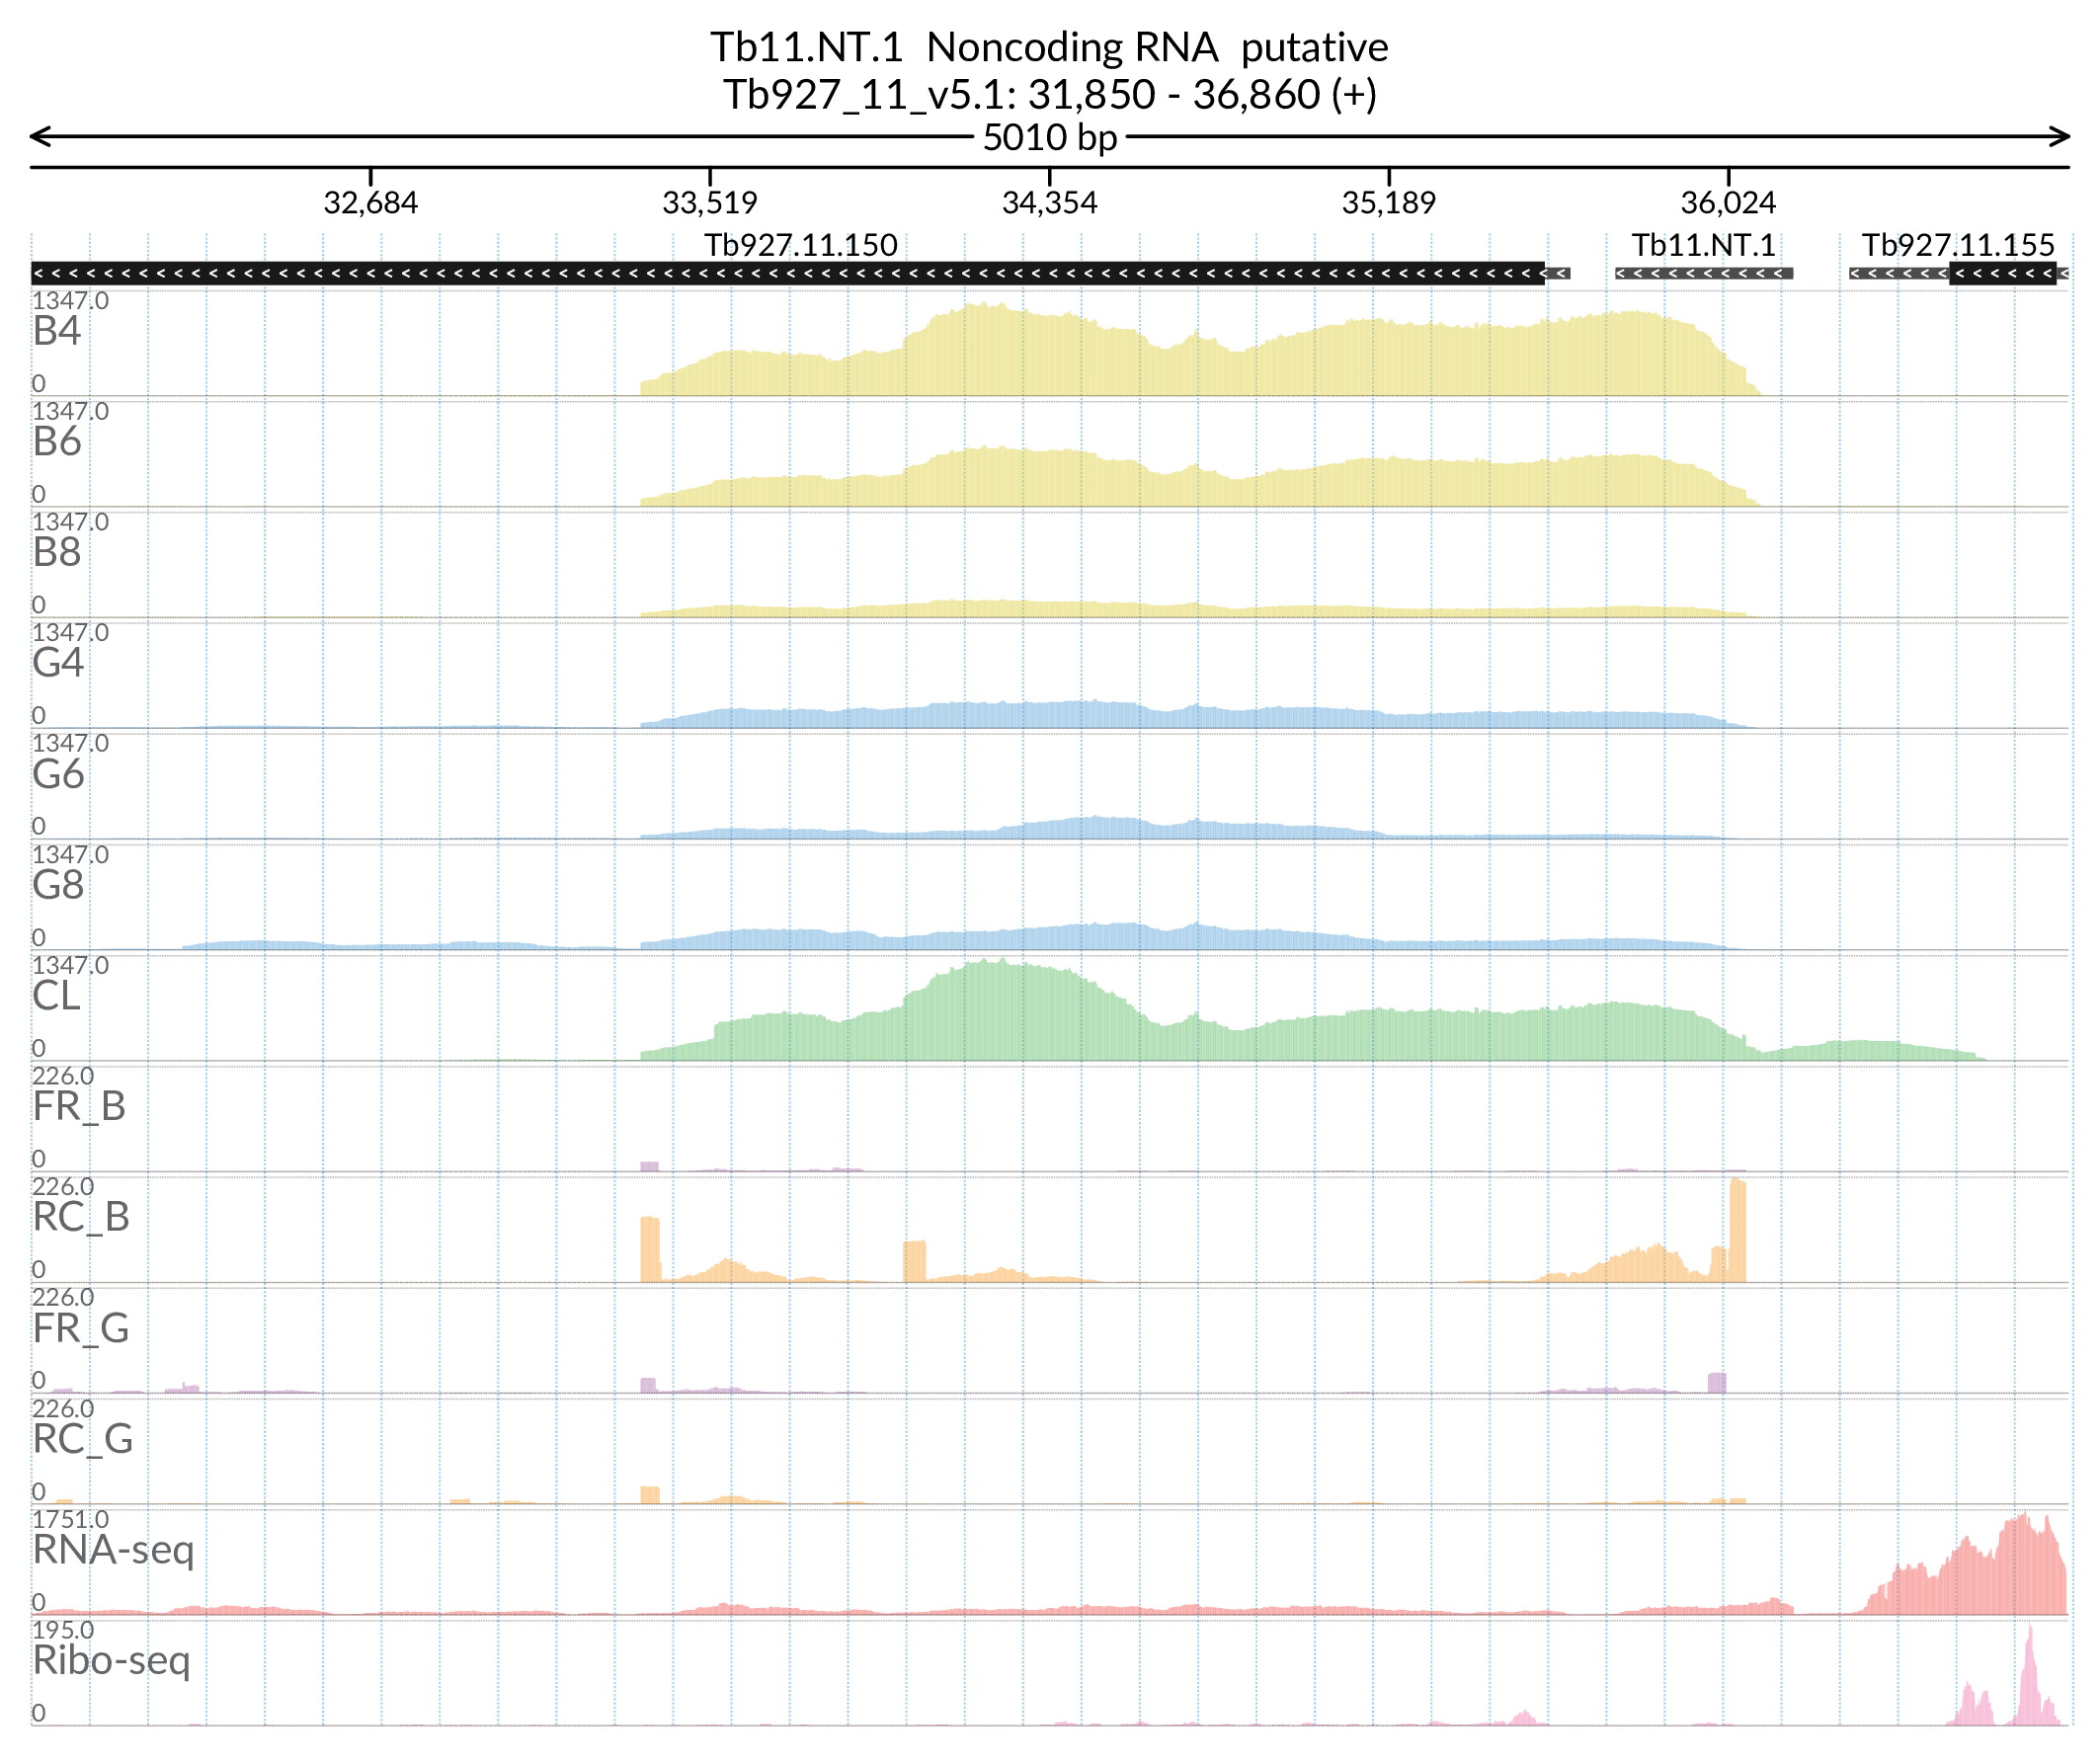 Tb11.NT.1 Noncoding RNA putative
Tb927_11_v5.1: 31,850 - 36,860 (+)
5010 bp
32,684 33,519 34,354 35,189 36,024
Tb927.11.150 Tb11.NT.1 Tb927.11.155
1347.0
B4
0
1347.0
B6
0
1347.0
B8
0
1347.0
G4
0
1347.0
G6
0
1347.0
G8
0
1347.0
CL
0
226.0
FR_B
0
226.0
RC_B
0
226.0
FR_G
0
226.0
RC_G
0
1751.0
RNA-seq
0
195.0
Ribo-seq
0